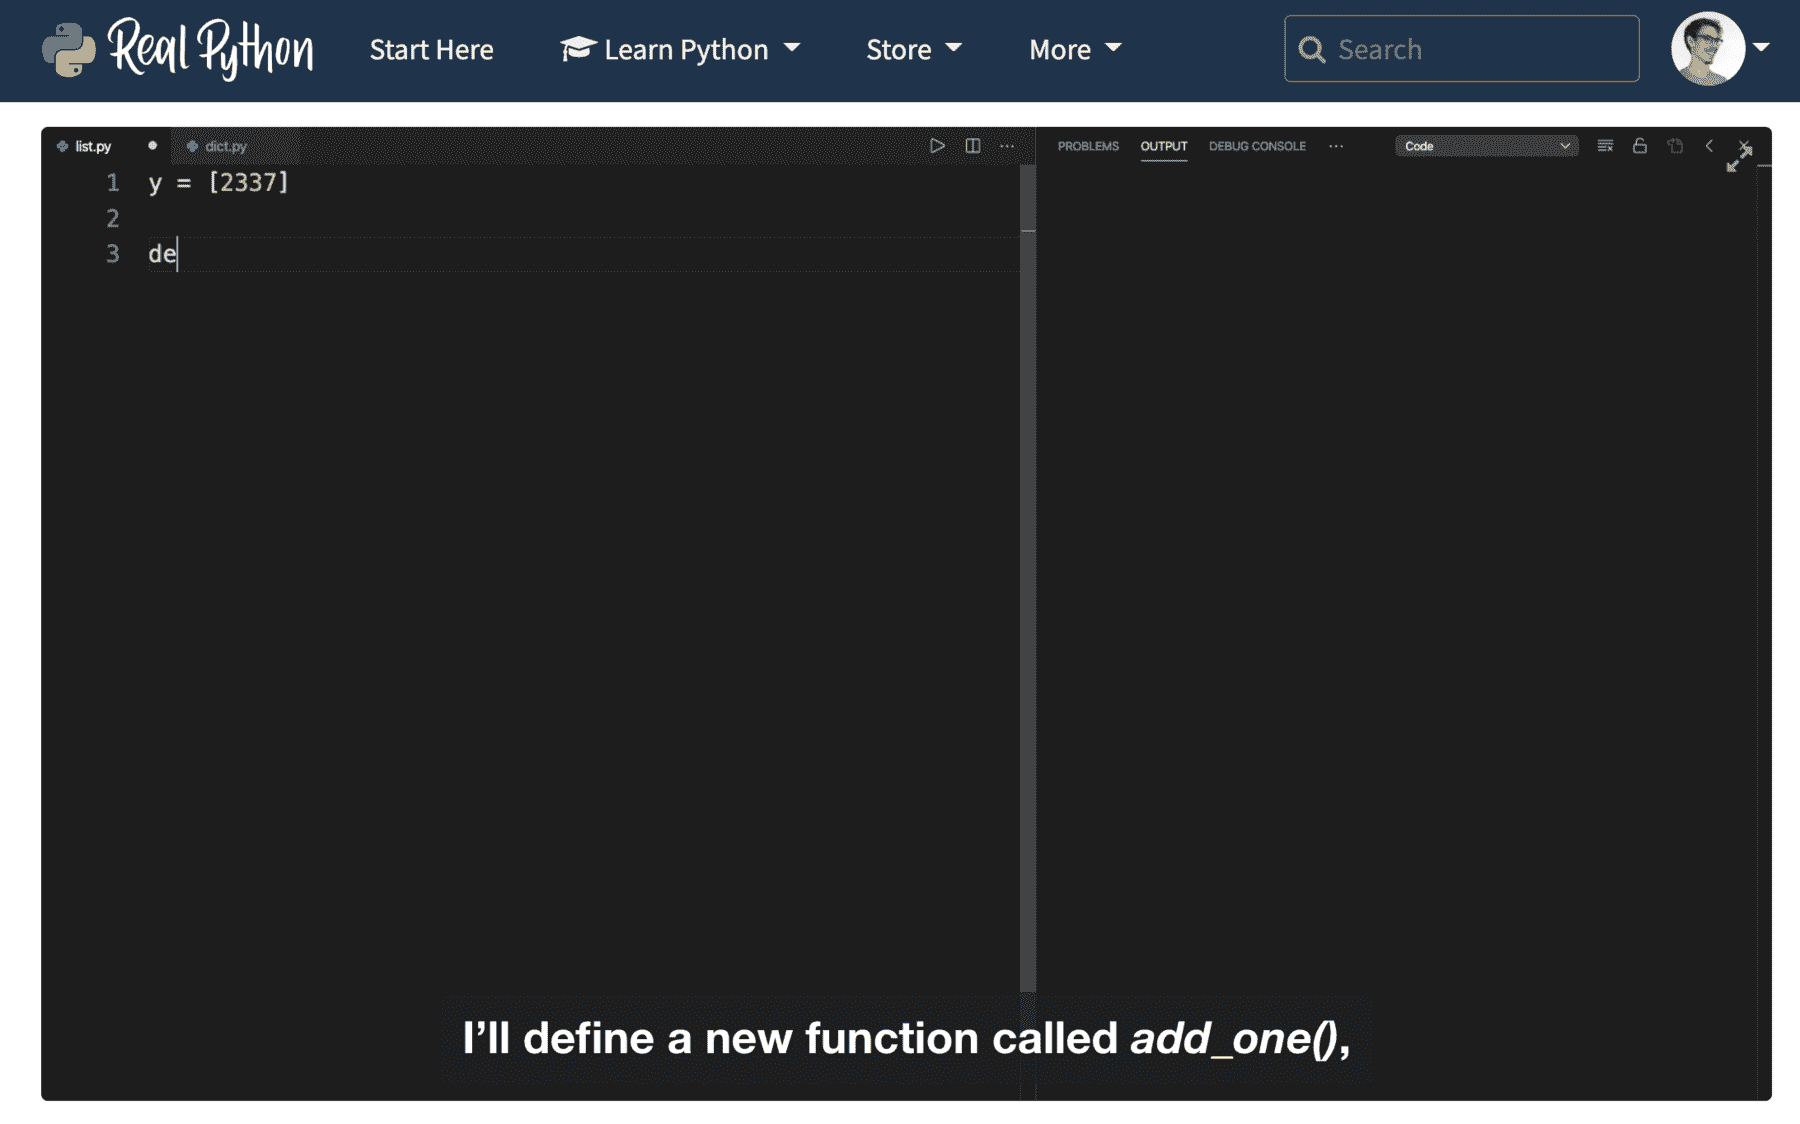 Real Python Start Here Learn Python Store More Search
list.py dict.py PROBLEMS OUTPUT DEBUG CONSOLE ... Code
1 y = [2337]
2
3 de
I’ll define a new function called add_one(),